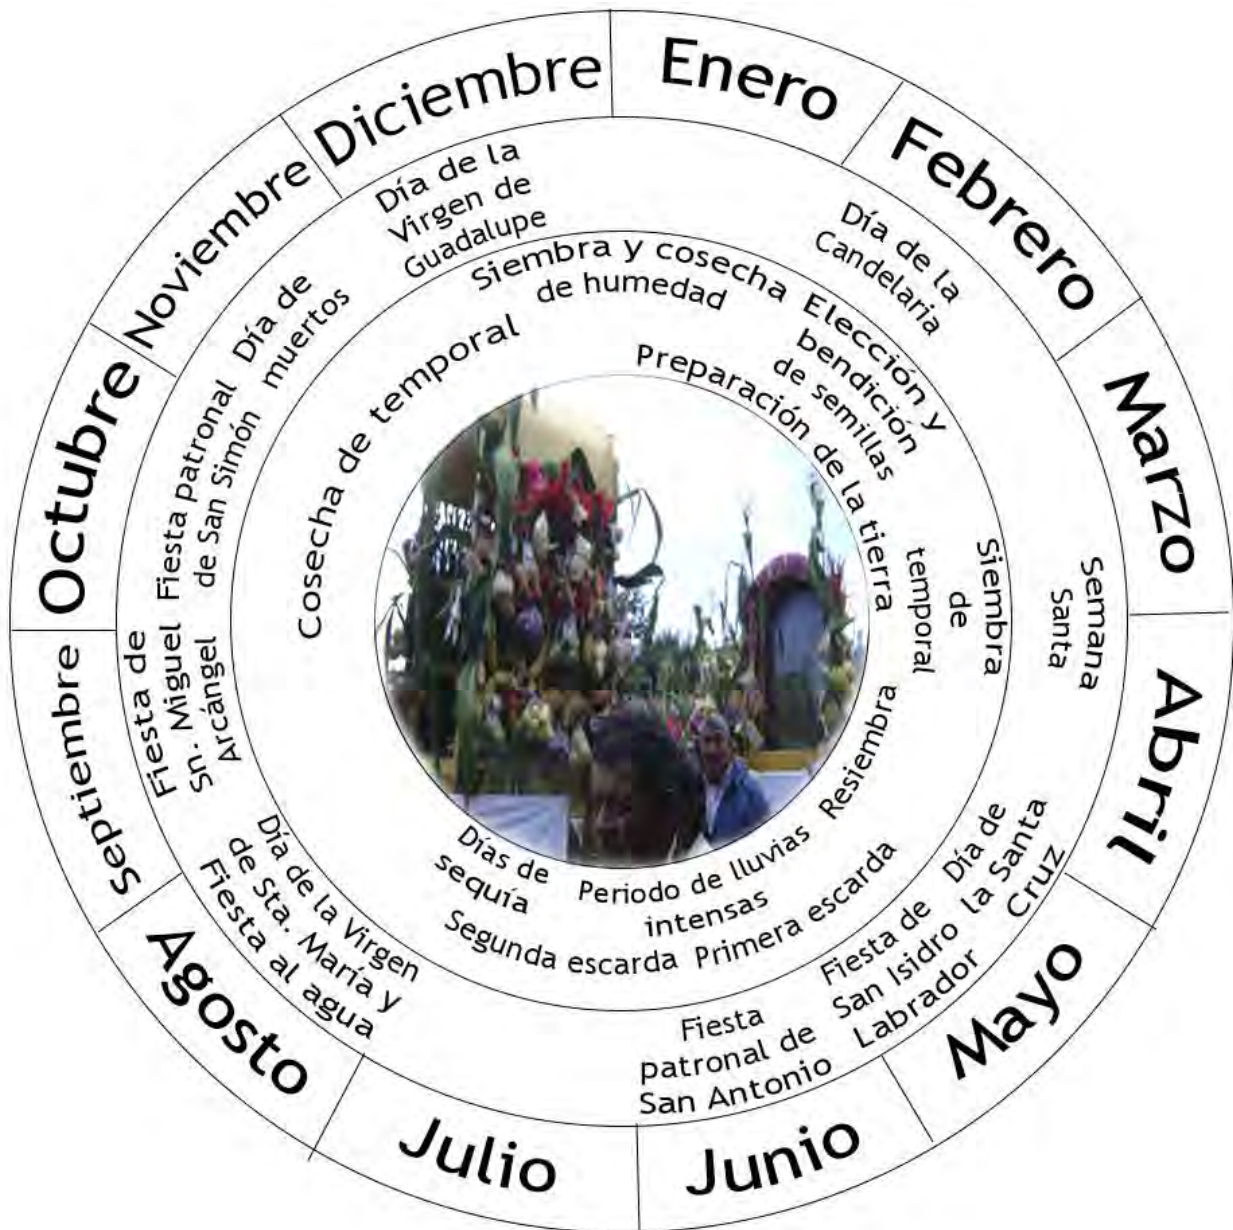 Enero
Febrero
Marzo
Abril
Mayo
Junio
Julio
Agosto
Septiembre
Octubre
Noviembre
Diciembre
Día de la
Candelaria
Semana
Santa
Día de
la Santa
Cruz
Fiesta de
San Isidro
Labrador
Fiesta
patronal de
San Antonio
Día de la Virgen
de Sta. María y
Fiesta al agua
Fiesta de
Sn. Miguel
Arcángel
Fiesta patronal
de San Simón
Día de
muertos
Día de la
Virgen de
Guadalupe
Siembra y cosecha
de humedad
Elección y
bendición
de semillas
Preparación de la tierra
Siembra
de
temporal
Resiembra
Primera escarda
Periodo de lluvias
intensas
Segunda escarda
Días de
sequía
Cosecha de temporal